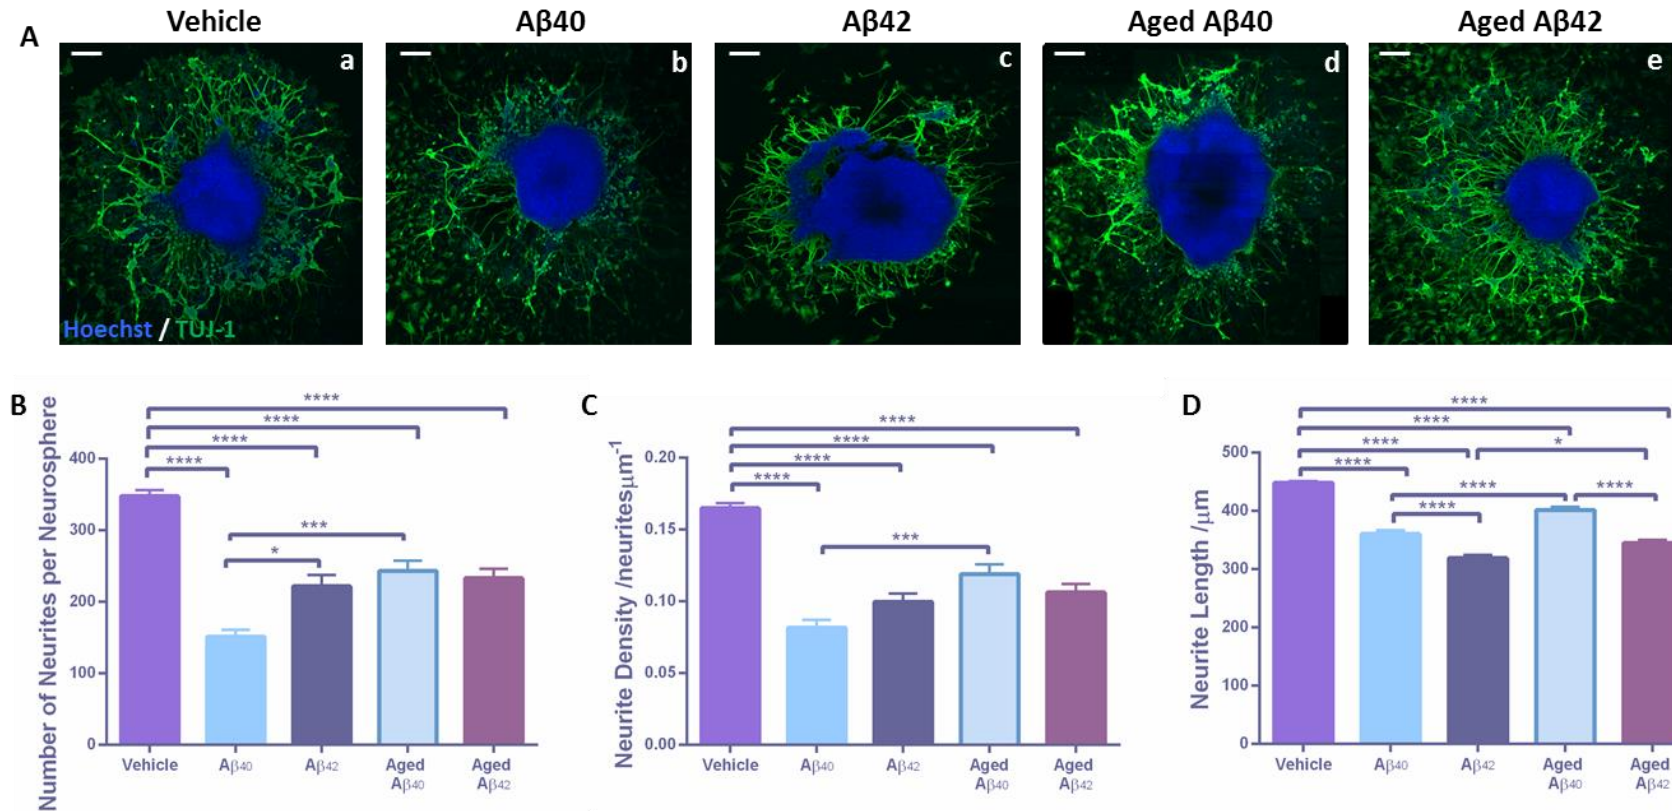 A
Vehicle
Aβ40
Aβ42
Aged Aβ40
Aged Aβ42
a
b
c
d
e
Hoechst / TUJ-1
B
Number of Neurites per Neurosphere
400
300
200
100
0
****
****
****
****
***
*
Vehicle
Aβ40
Aβ42
Aged
Aβ40
Aged
Aβ42
C
Neurite Density /neuritesμm⁻¹
0.20
0.15
0.10
0.05
0.00
****
****
****
****
***
Vehicle
Aβ40
Aβ42
Aged
Aβ40
Aged
Aβ42
D
Neurite Length /μm
500
400
300
200
100
0
****
****
****
*
****
****
****
****
Vehicle
Aβ40
Aβ42
Aged
Aβ40
Aged
Aβ42